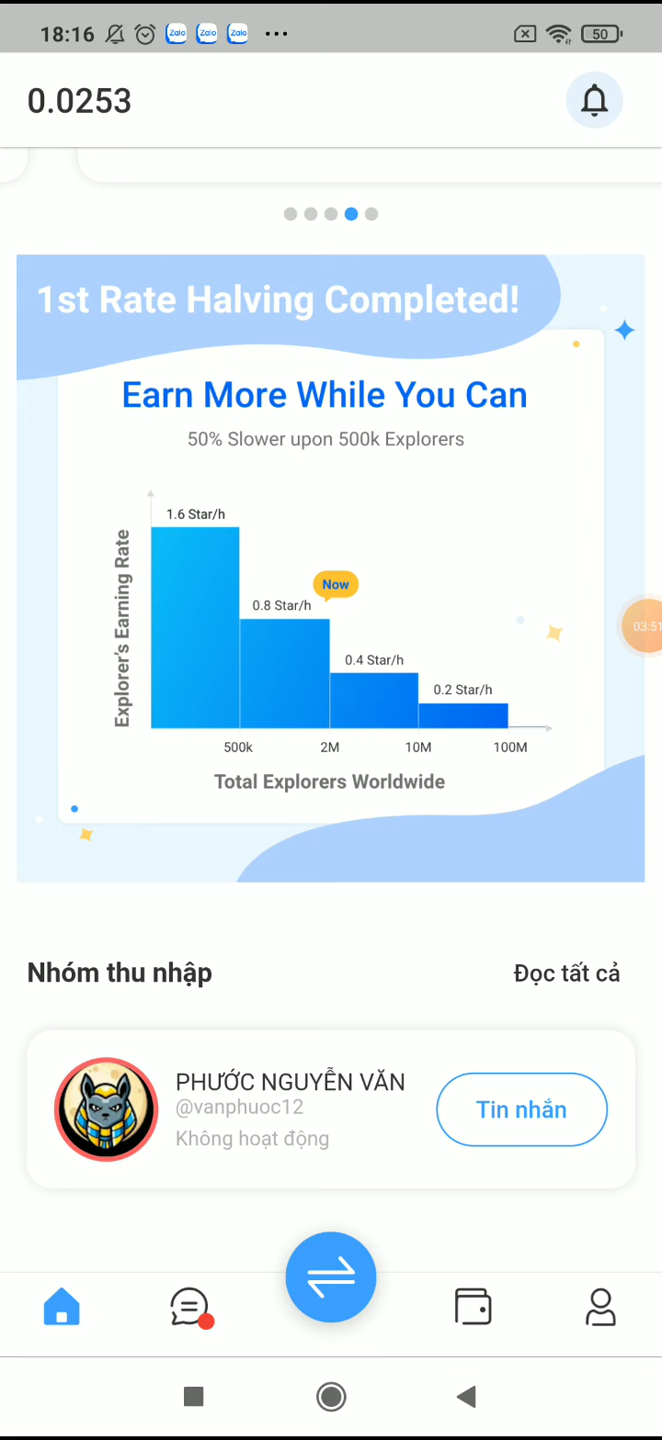 18:16 Zalo Zalo Zalo ... 50
0.0253
1st Rate Halving Completed!
Earn More While You Can
50% Slower upon 500k Explorers
Explorer's Earning Rate
1.6 Star/h
Now
0.8 Star/h
0.4 Star/h
0.2 Star/h
03:51
500k 2M 10M 100M
Total Explorers Worldwide
Nhóm thu nhập Đọc tất cả
PHƯỚC NGUYỄN VĂN
@vanphuoc12
Không hoạt động
Tin nhắn